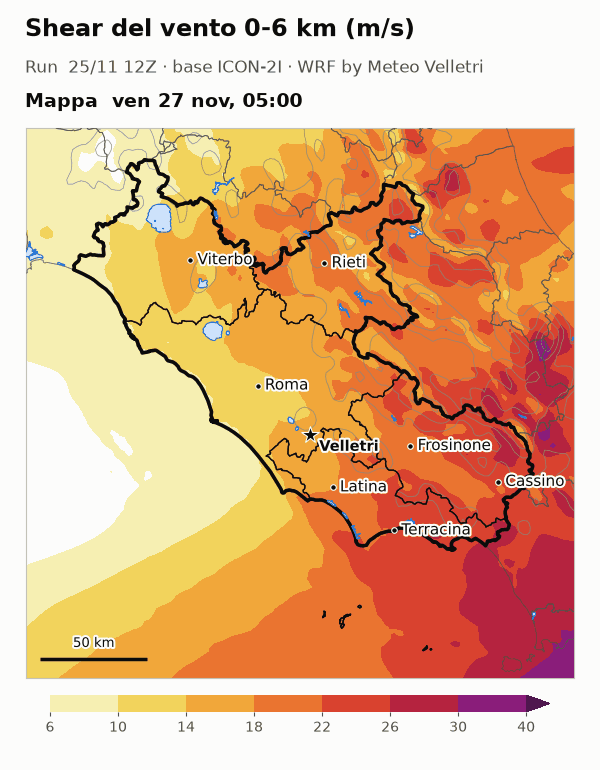 Shear del vento 0-6 km (m/s)
Run  25/11 12Z · base ICON-2I · WRF by Meteo Velletri
Mappa  ven 27 nov, 05:00
Viterbo
Rieti
Roma
Velletri
Frosinone
Cassino
Latina
Terracina
50 km
6 10 14 18 22 26 30 40